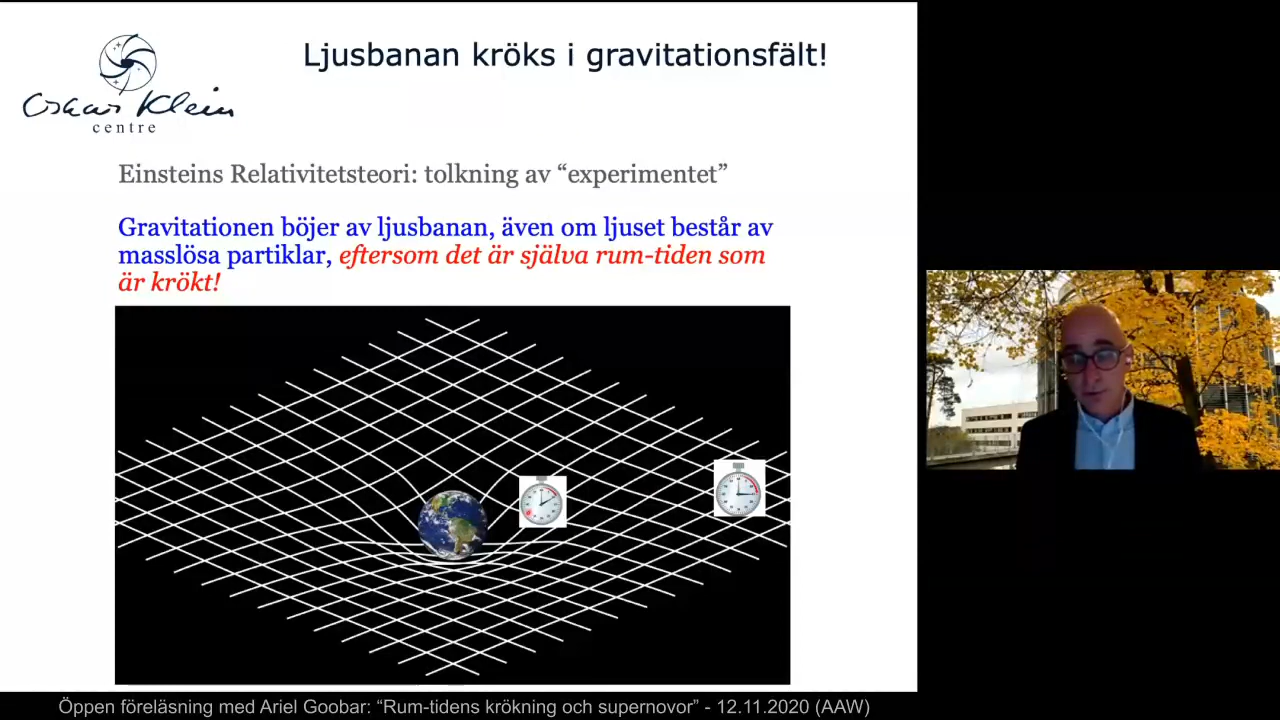 Ljusbanan kröks i gravitationsfält!
Oskar Klein
centre
Einsteins Relativitetsteori: tolkning av “experimentet”
Gravitationen böjer av ljusbanan, även om ljuset består av
masslösa partiklar, eftersom det är själva rum-tiden som
är krökt!
Öppen föreläsning med Ariel Goobar: “Rum-tidens krökning och supernovor” - 12.11.2020 (AAW)